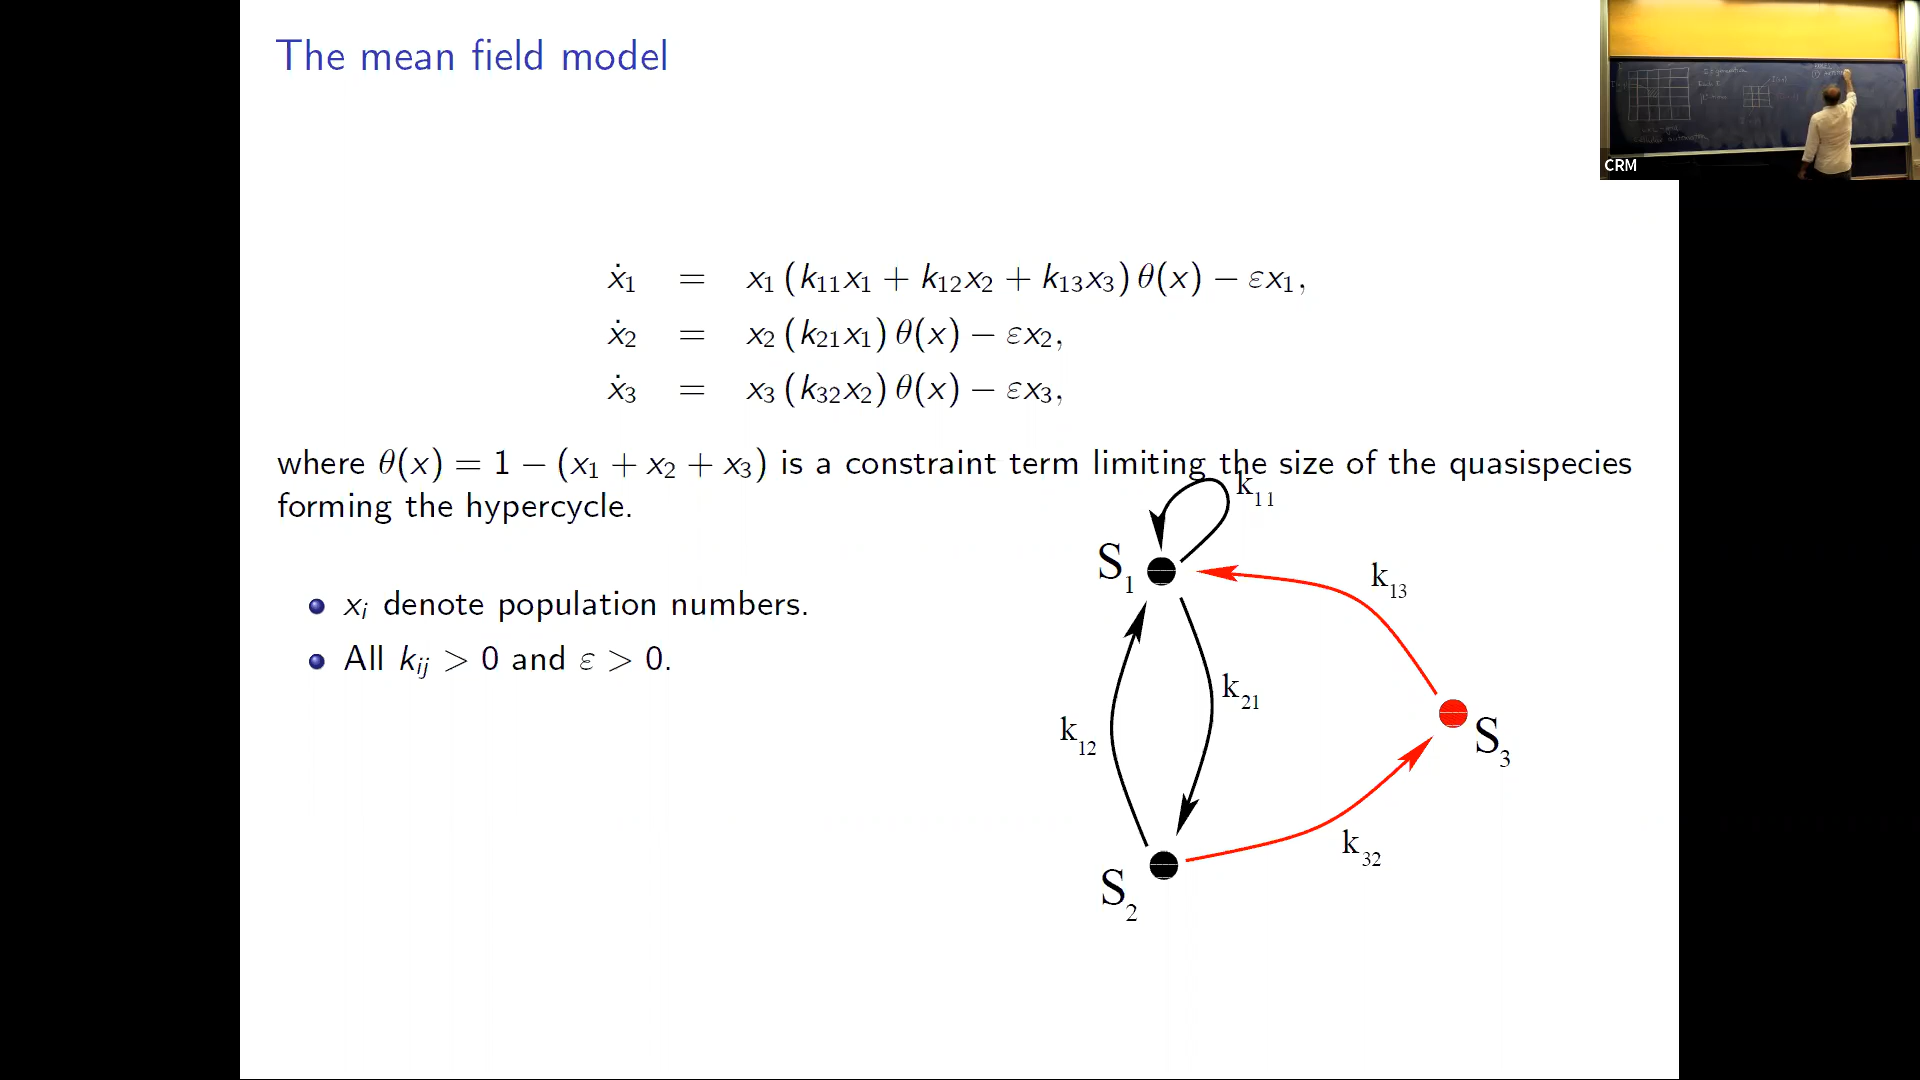 The mean field model
CRM
ẋ₁ = x₁ (k₁₁x₁ + k₁₂x₂ + k₁₃x₃) θ(x) − εx₁,
ẋ₂ = x₂ (k₂₁x₁) θ(x) − εx₂,
ẋ₃ = x₃ (k₃₂x₂) θ(x) − εx₃,
where θ(x) = 1 − (x₁ + x₂ + x₃) is a constraint term limiting the size of the quasispecies
forming the hypercycle.
xᵢ denote population numbers.
All kᵢⱼ > 0 and ε > 0.
k₁₁
S₁
k₁₃
k₂₁
k₁₂
S₃
k₃₂
S₂